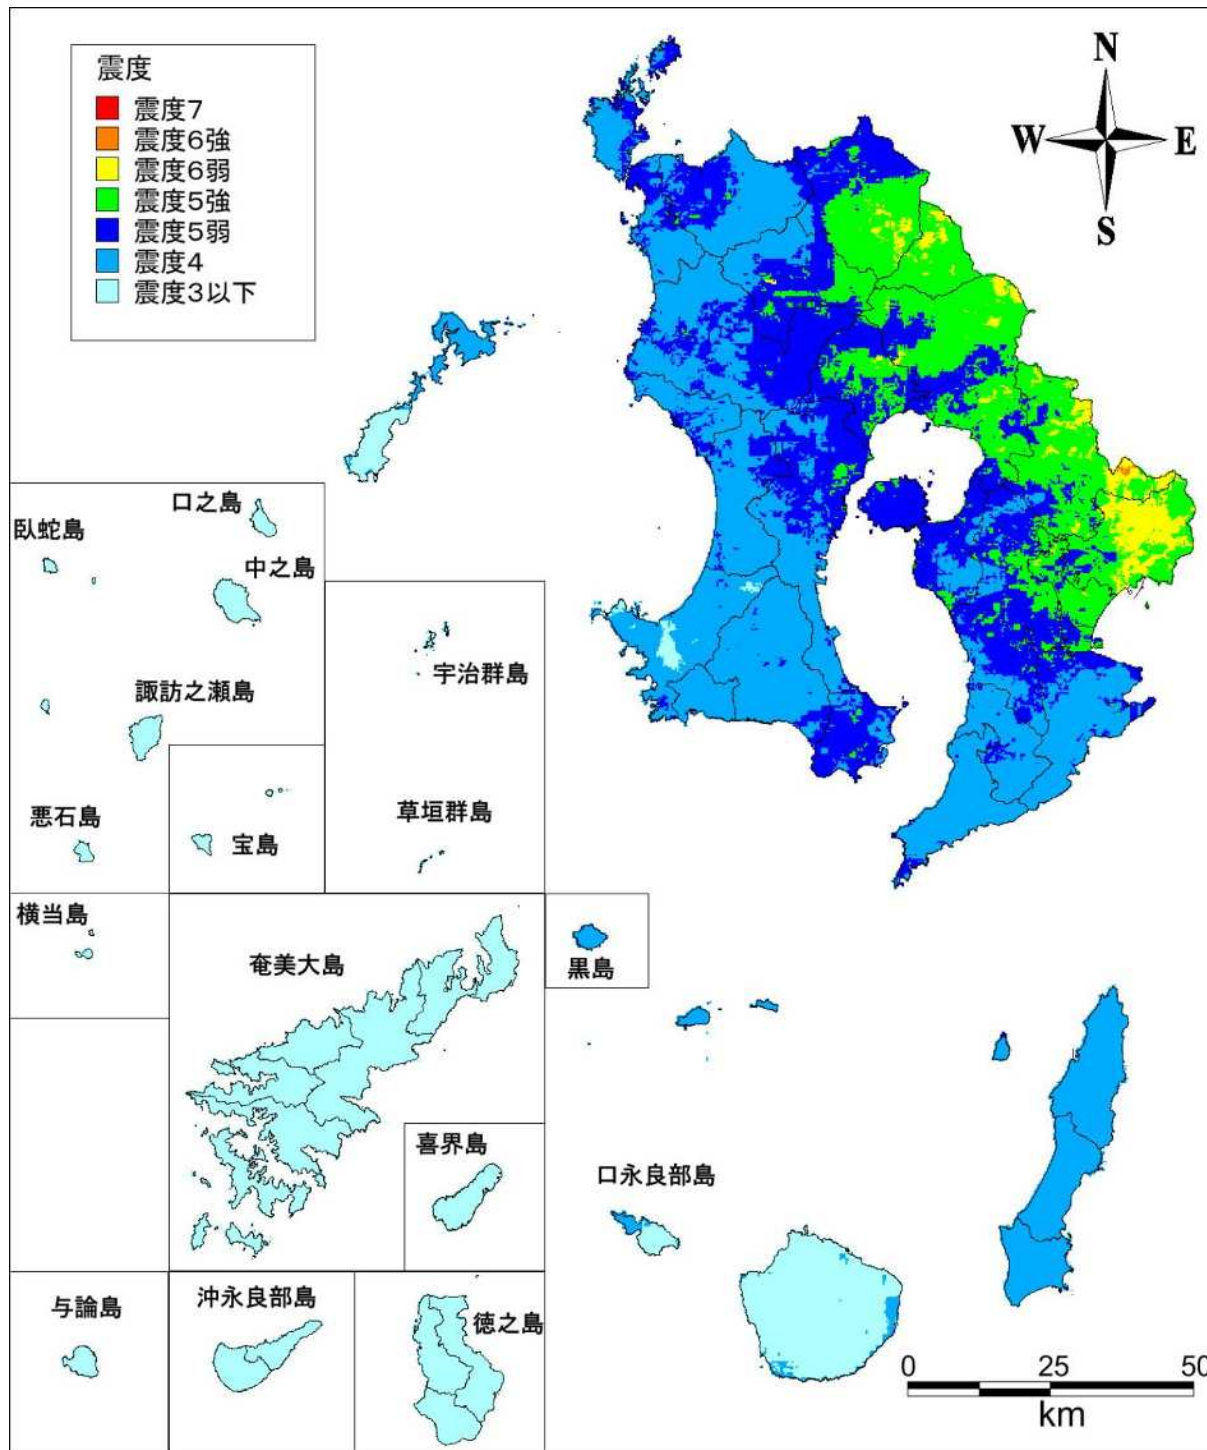 震度
震度7
震度6強
震度6弱
震度5強
震度5弱
震度4
震度3以下
N
W
E
S
口之島
臥蛇島
中之島
宇治群島
諏訪之瀬島
悪石島
宝島
草垣群島
横当島
奄美大島
黒島
喜界島
口永良部島
与論島
沖永良部島
徳之島
0 25 50
km